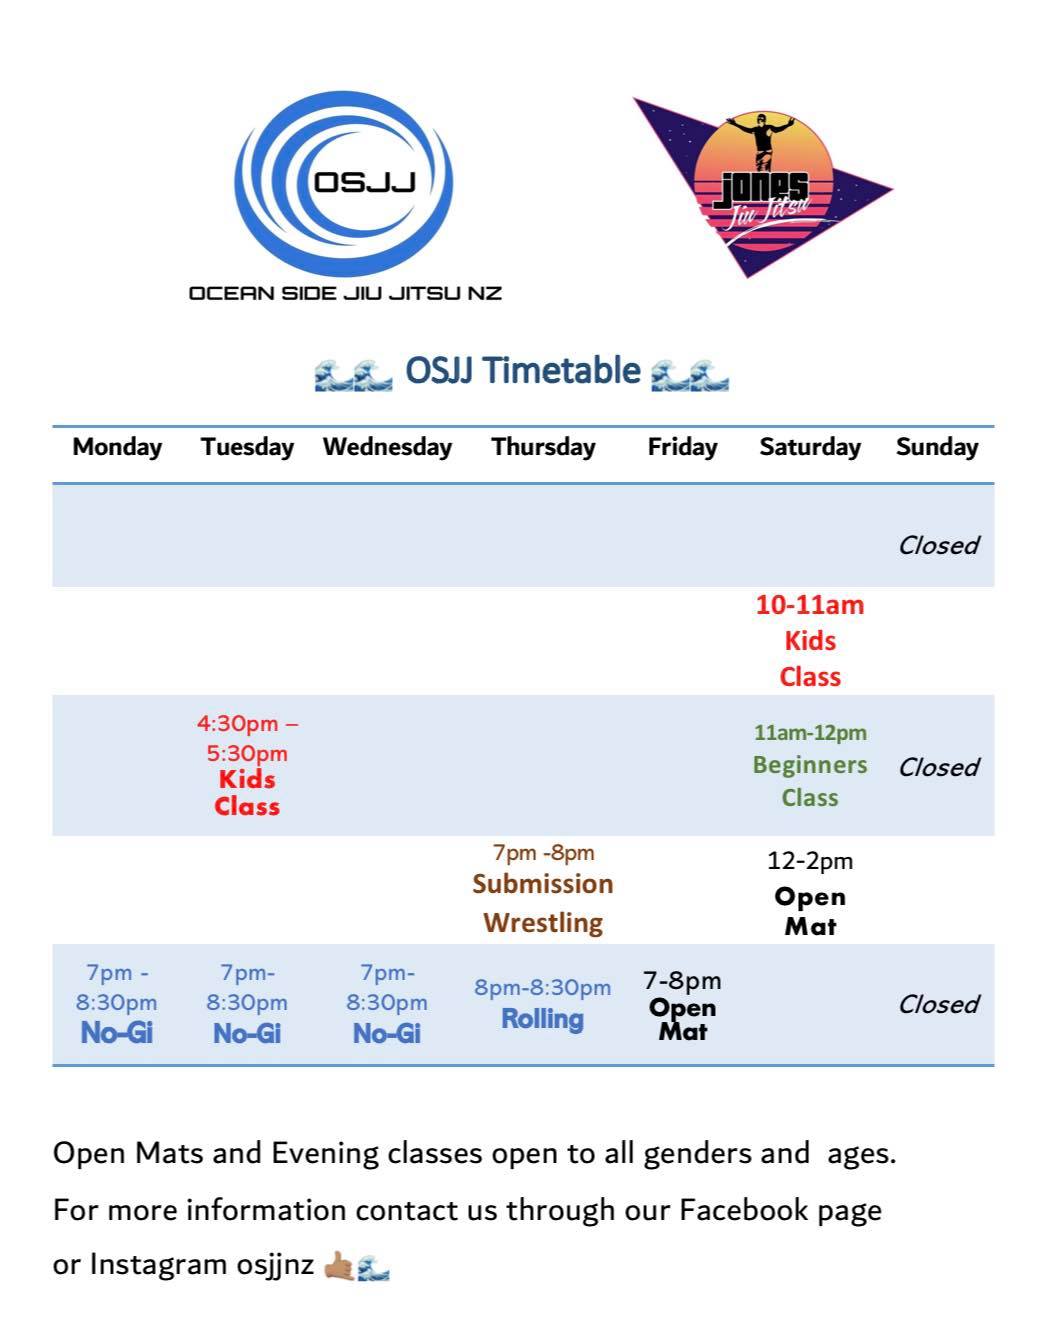 OSJJ
OCEAN SIDE JIU JITSU NZ
jones
Jiu Jitsu
OSJJ Timetable
Monday Tuesday Wednesday Thursday Friday Saturday Sunday
Closed
10-11am
Kids
Class
4:30pm –
5:30pm
Kids
Class
11am-12pm
Beginners
Class
Closed
7pm -8pm
Submission
Wrestling
12-2pm
Open
Mat
7pm -
8:30pm
No-Gi
7pm-
8:30pm
No-Gi
7pm-
8:30pm
No-Gi
8pm-8:30pm
Rolling
7-8pm
Open
Mat
Closed
Open Mats and Evening classes open to all genders and  ages.
For more information contact us through our Facebook page
or Instagram osjjnz 🤙🏽🌊